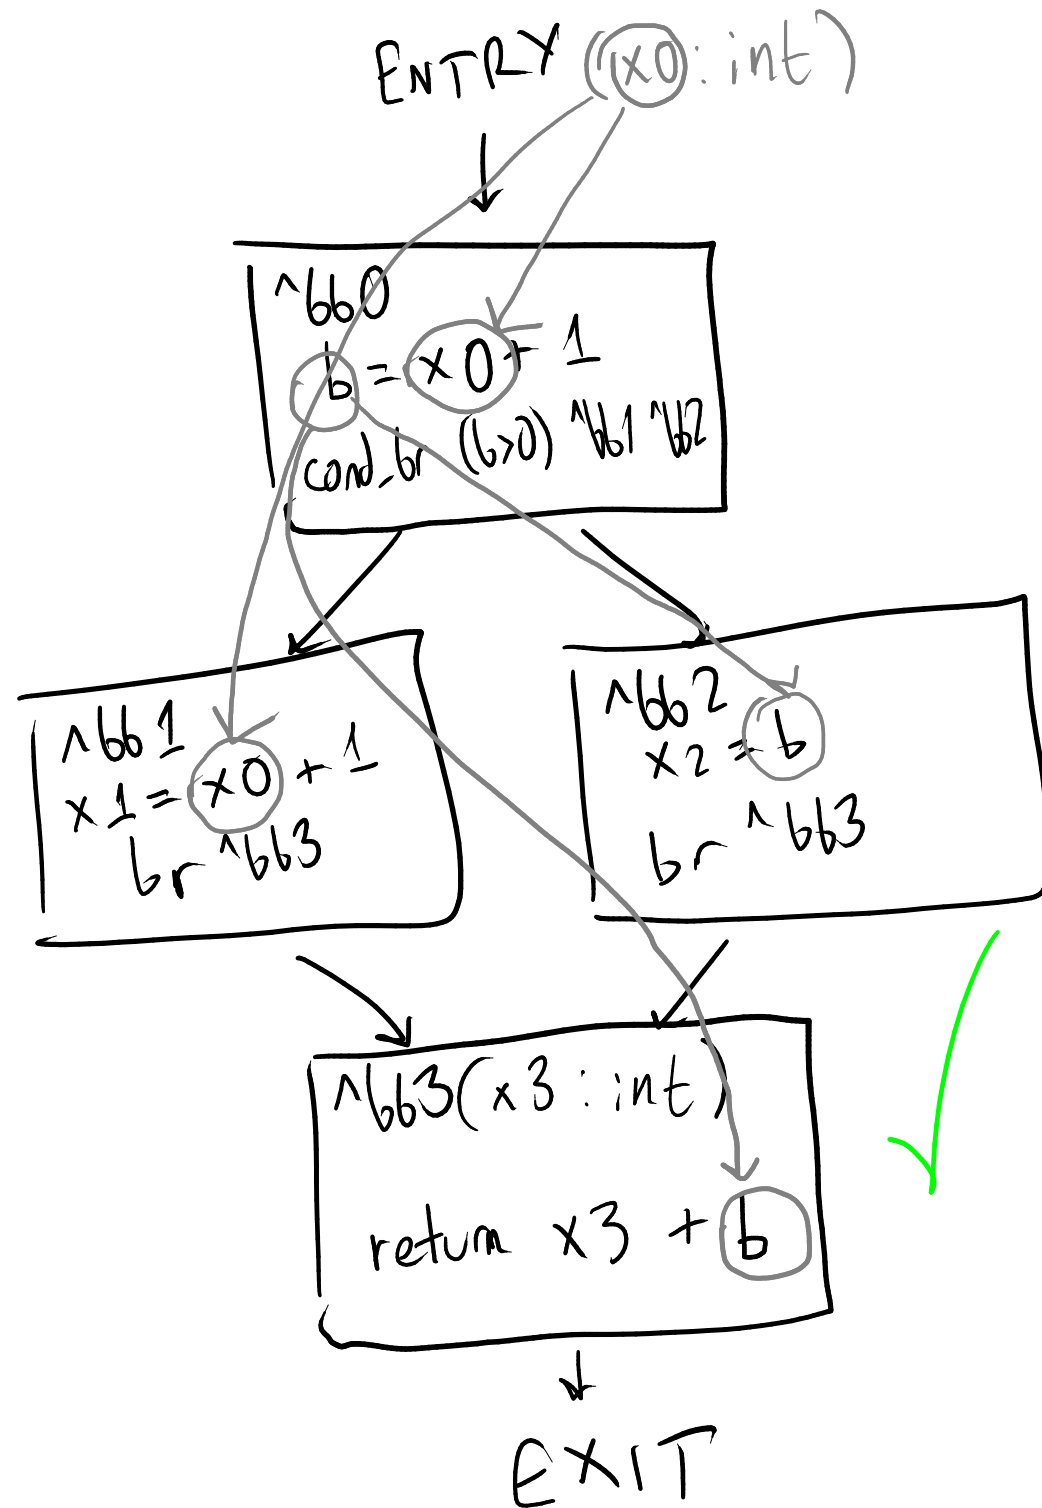 ENTRY (x0: int)
^bb0
b = x0 + 1
cond_br (b>0) ^bb1 ^bb2
^bb1
x1 = x0 + 1
br ^bb3
^bb2
x2 = b
br ^bb3
^bb3(x3: int)
return x3 + b
EXIT